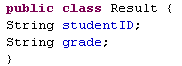 public class Result {
String studentID;
String grade;
}